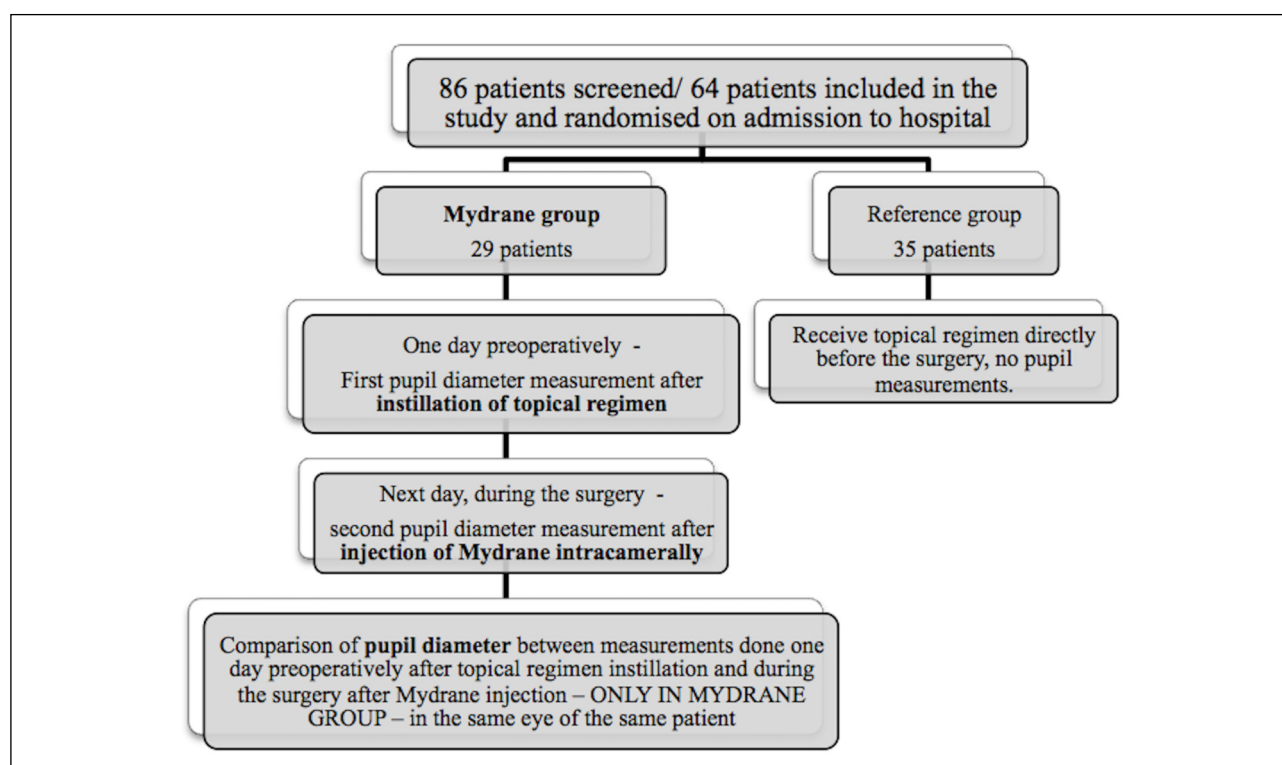 86 patients screened/ 64 patients included in the
study and randomised on admission to hospital
Mydrane group
29 patients
Reference group
35 patients
One day preoperatively -
First pupil diameter measurement after
instillation of topical regimen
Receive topical regimen directly
before the surgery, no pupil
measurements.
Next day, during the surgery -
second pupil diameter measurement after
injection of Mydrane intracamerally
Comparison of pupil diameter between measurements done one
day preoperatively after topical regimen instillation and during
the surgery after Mydrane injection – ONLY IN MYDRANE
GROUP – in the same eye of the same patient